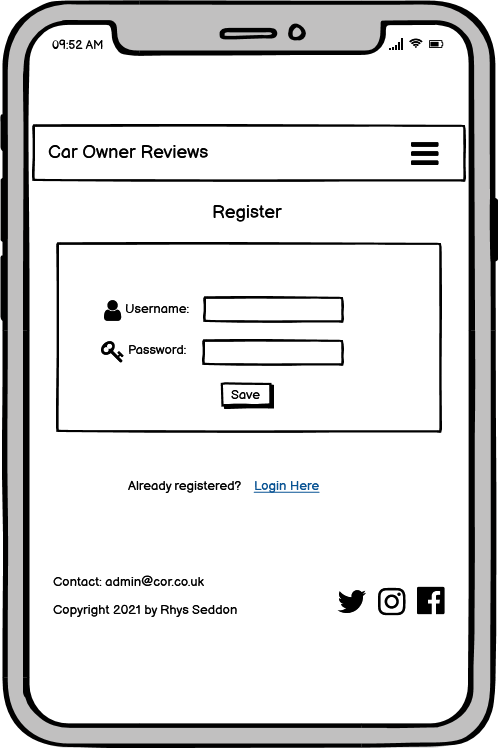 09:52 AM
Car Owner Reviews
Register
Username:
Password:
Save
Already registered? Login Here
Contact: admin@cor.co.uk
Copyright 2021 by Rhys Seddon